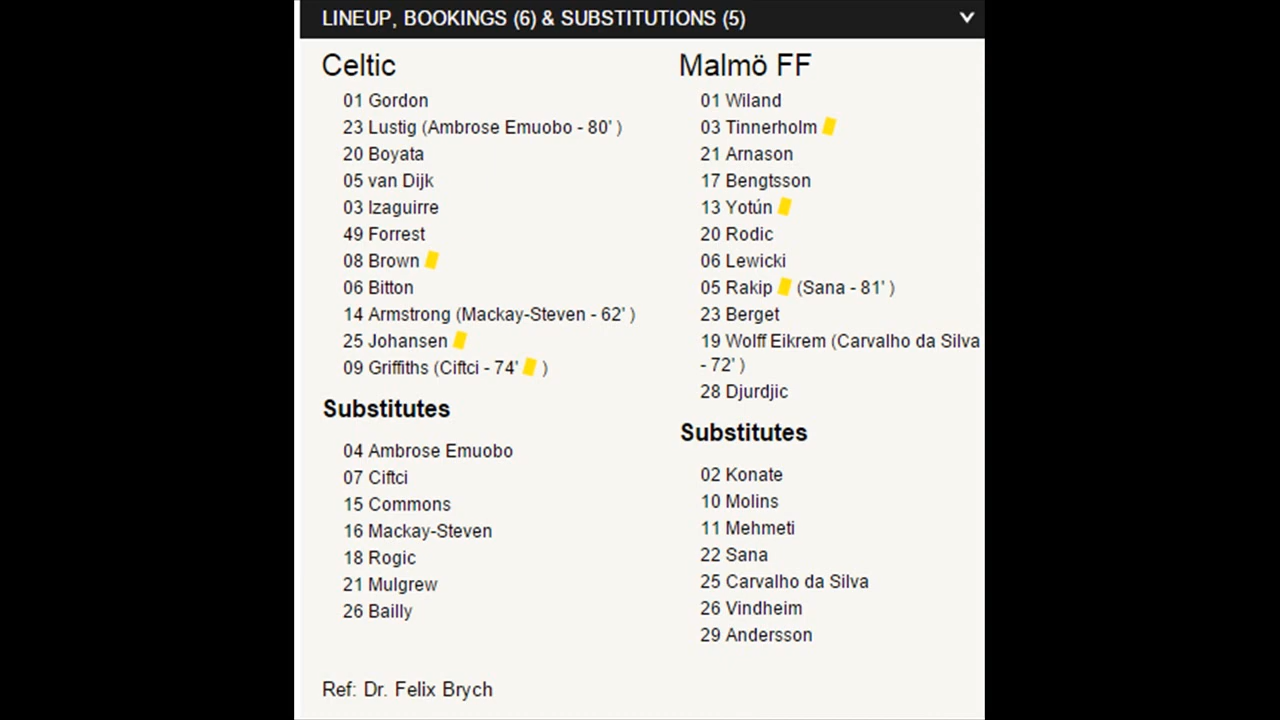 LINEUP, BOOKINGS (6) & SUBSTITUTIONS (5)
Celtic
01 Gordon
23 Lustig (Ambrose Emuobo - 80' )
20 Boyata
05 van Dijk
03 Izaguirre
49 Forrest
08 Brown
06 Bitton
14 Armstrong (Mackay-Steven - 62' )
25 Johansen
09 Griffiths (Ciftci - 74' )
Substitutes
04 Ambrose Emuobo
07 Ciftci
15 Commons
16 Mackay-Steven
18 Rogic
21 Mulgrew
26 Bailly
Malmö FF
01 Wiland
03 Tinnerholm
21 Arnason
17 Bengtsson
13 Yotún
20 Rodic
06 Lewicki
05 Rakip (Sana - 81' )
23 Berget
19 Wolff Eikrem (Carvalho da Silva
- 72' )
28 Djurdjic
Substitutes
02 Konate
10 Molins
11 Mehmeti
22 Sana
25 Carvalho da Silva
26 Vindheim
29 Andersson
Ref: Dr. Felix Brych